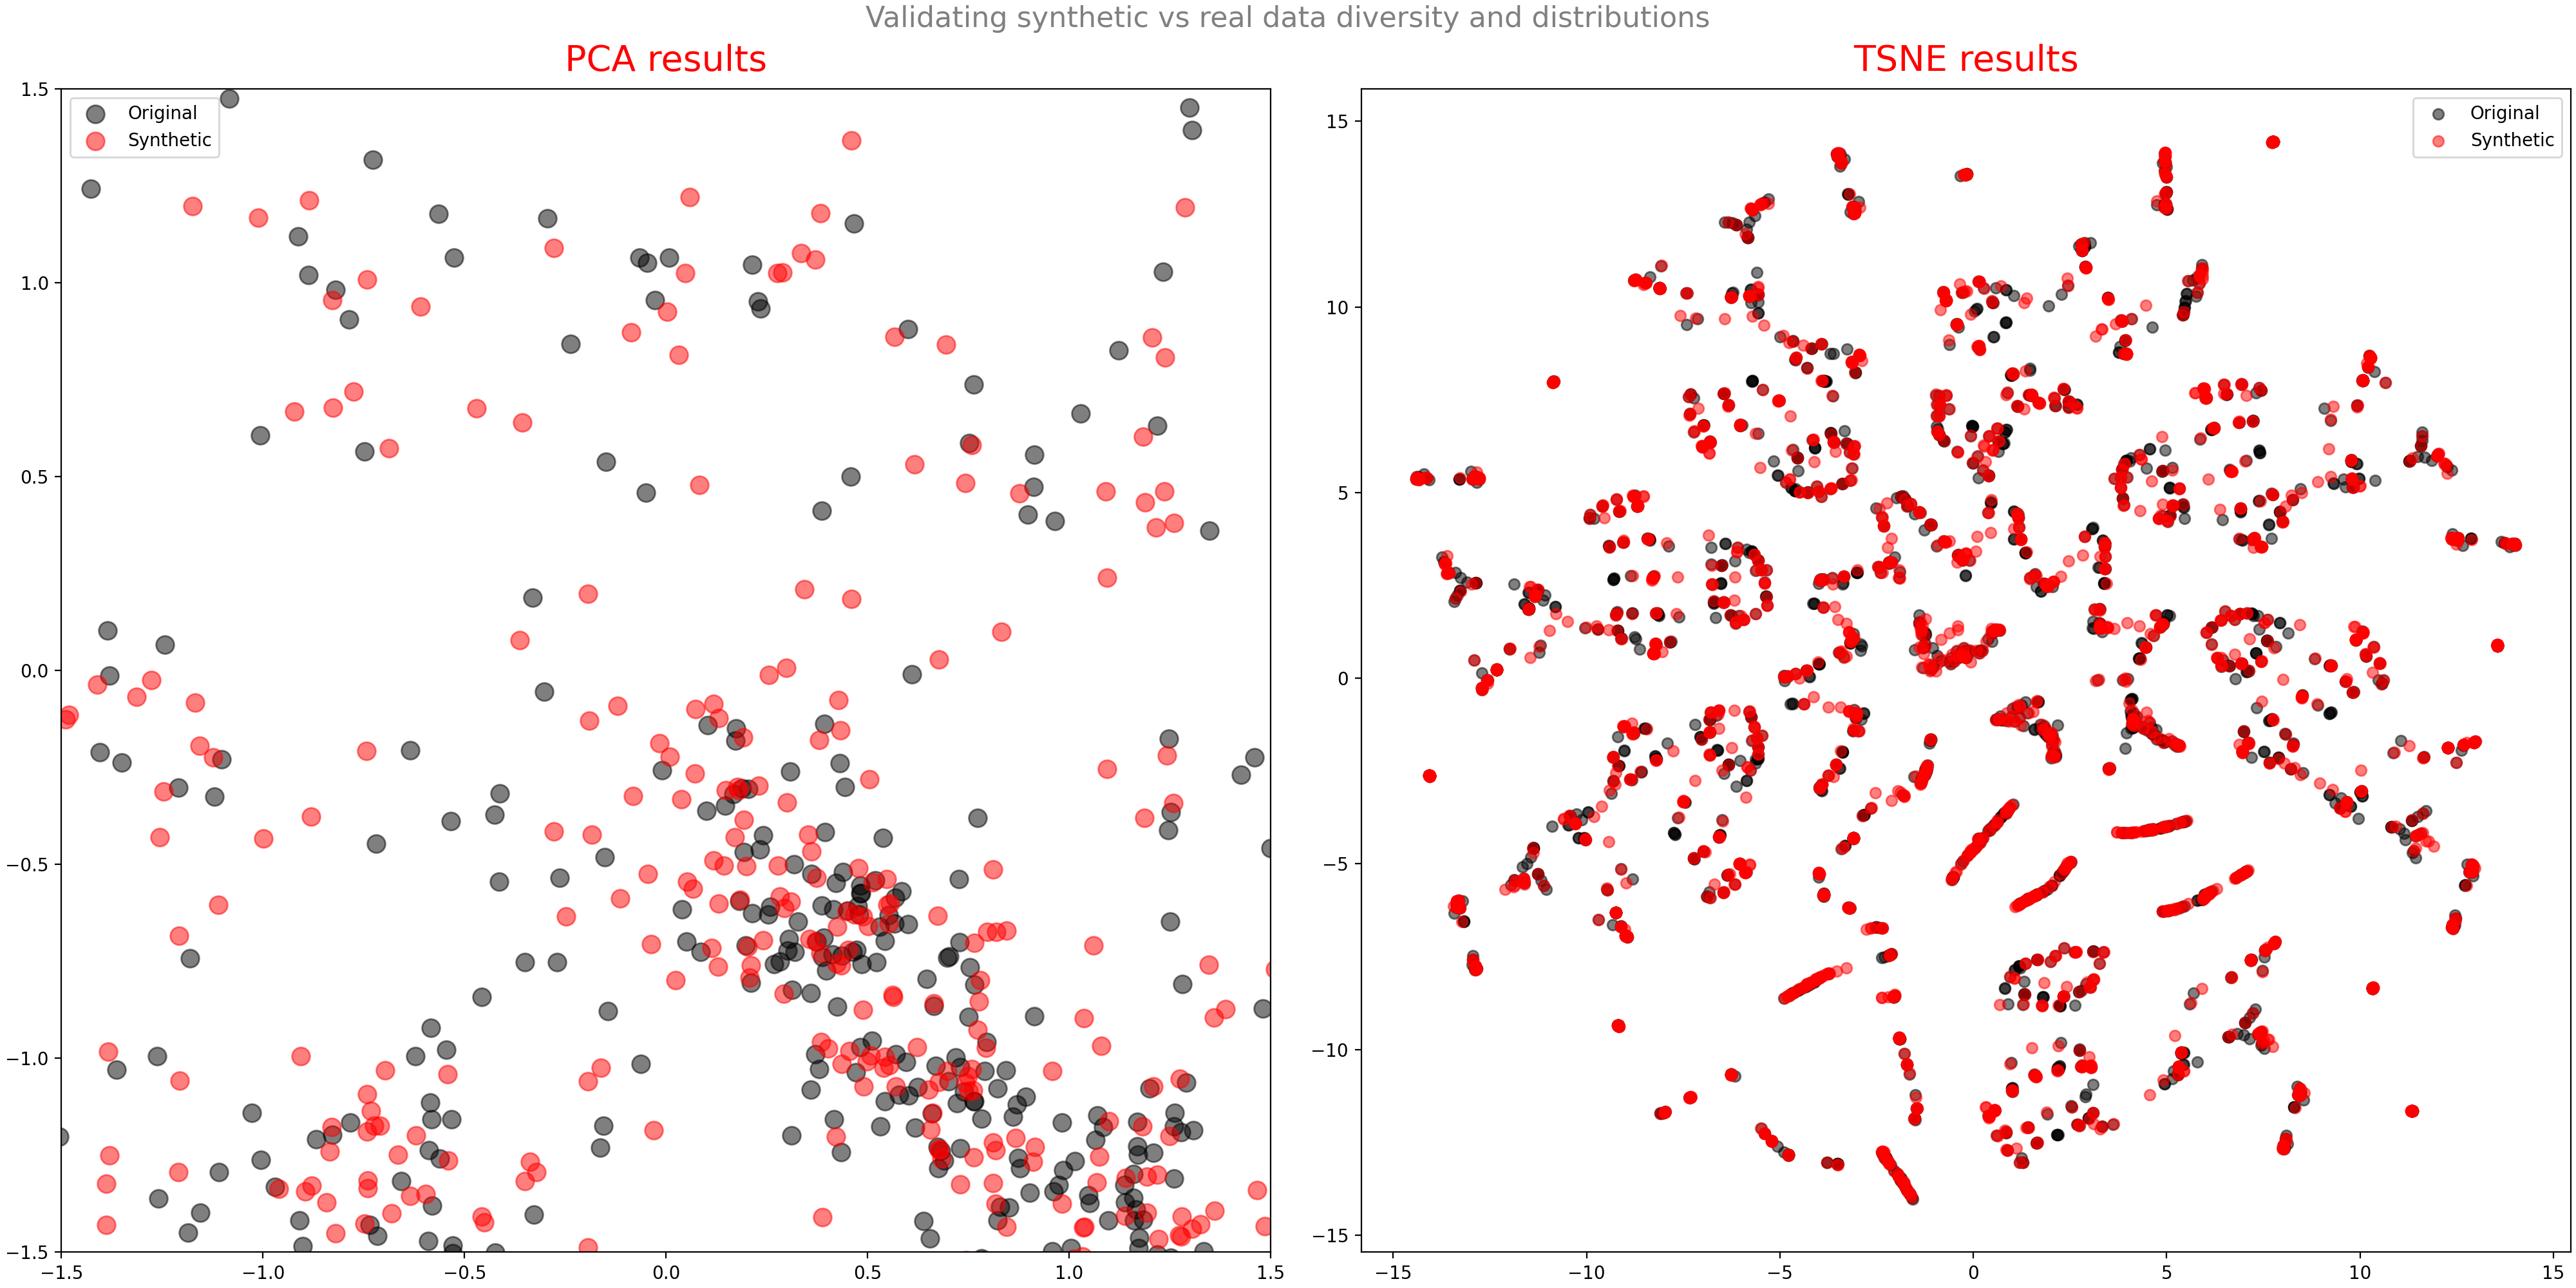 Validating synthetic vs real data diversity and distributions
PCA results
TSNE results
Original
Synthetic
1.5
1.0
0.5
0.0
−0.5
−1.0
−1.5
−1.5 −1.0 −0.5 0.0 0.5 1.0 1.5
Original
Synthetic
15
10
5
0
−5
−10
−15
−15 −10 −5 0 5 10 15